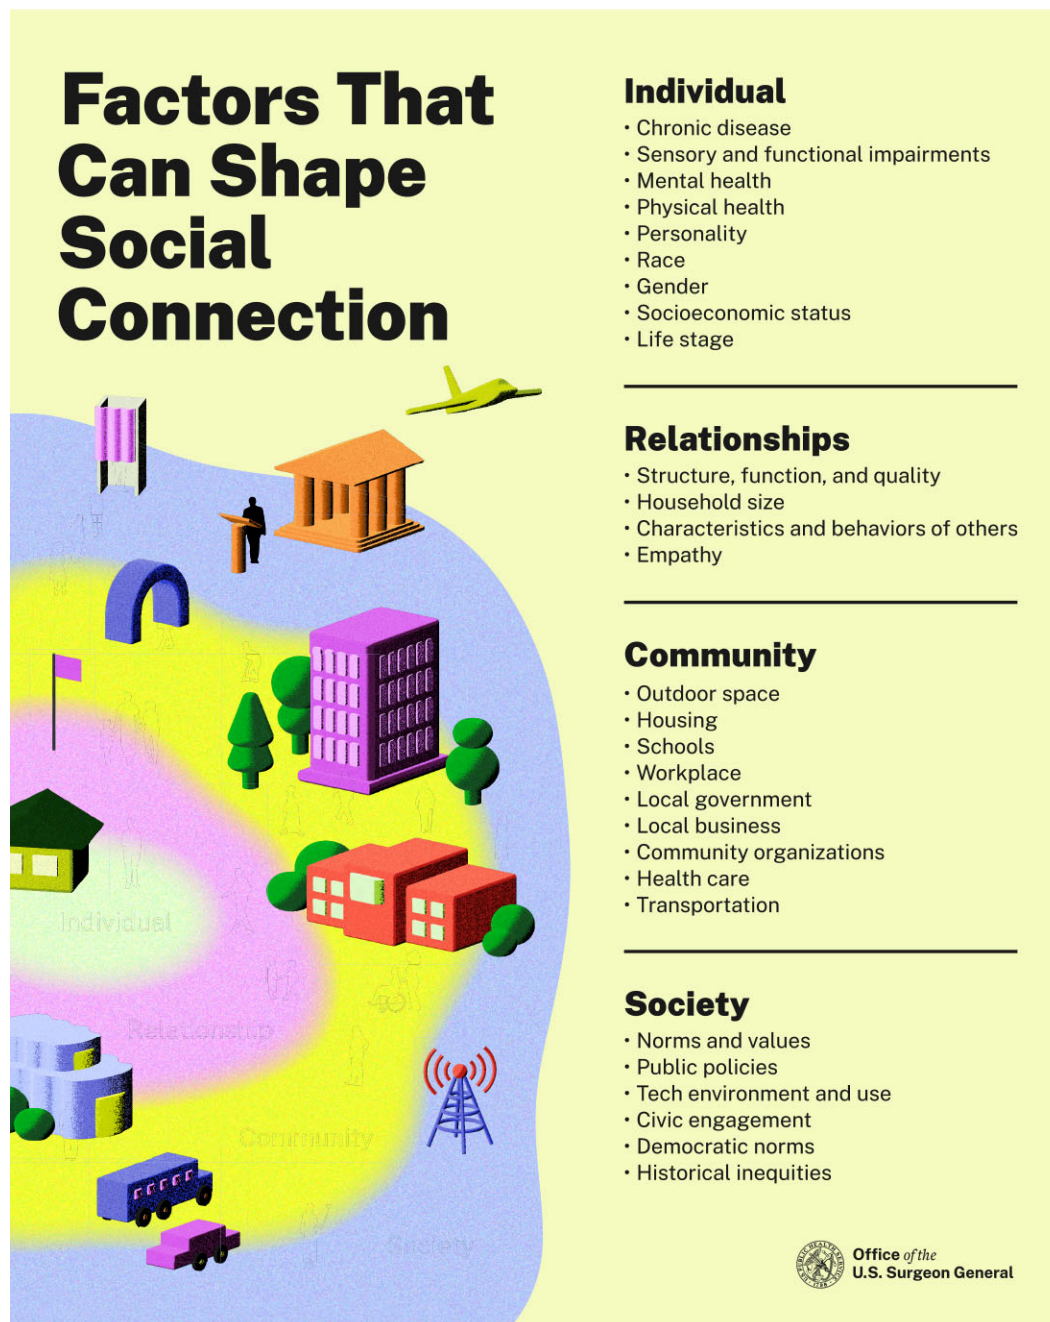 Factors That
Can Shape
Social
Connection
Individual
• Chronic disease
• Sensory and functional impairments
• Mental health
• Physical health
• Personality
• Race
• Gender
• Socioeconomic status
• Life stage
Relationships
• Structure, function, and quality
• Household size
• Characteristics and behaviors of others
• Empathy
Community
• Outdoor space
• Housing
• Schools
• Workplace
• Local government
• Local business
• Community organizations
• Health care
• Transportation
Society
• Norms and values
• Public policies
• Tech environment and use
• Civic engagement
• Democratic norms
• Historical inequities
Individual
Relationship
Community
Society
Office of the
U.S. Surgeon General